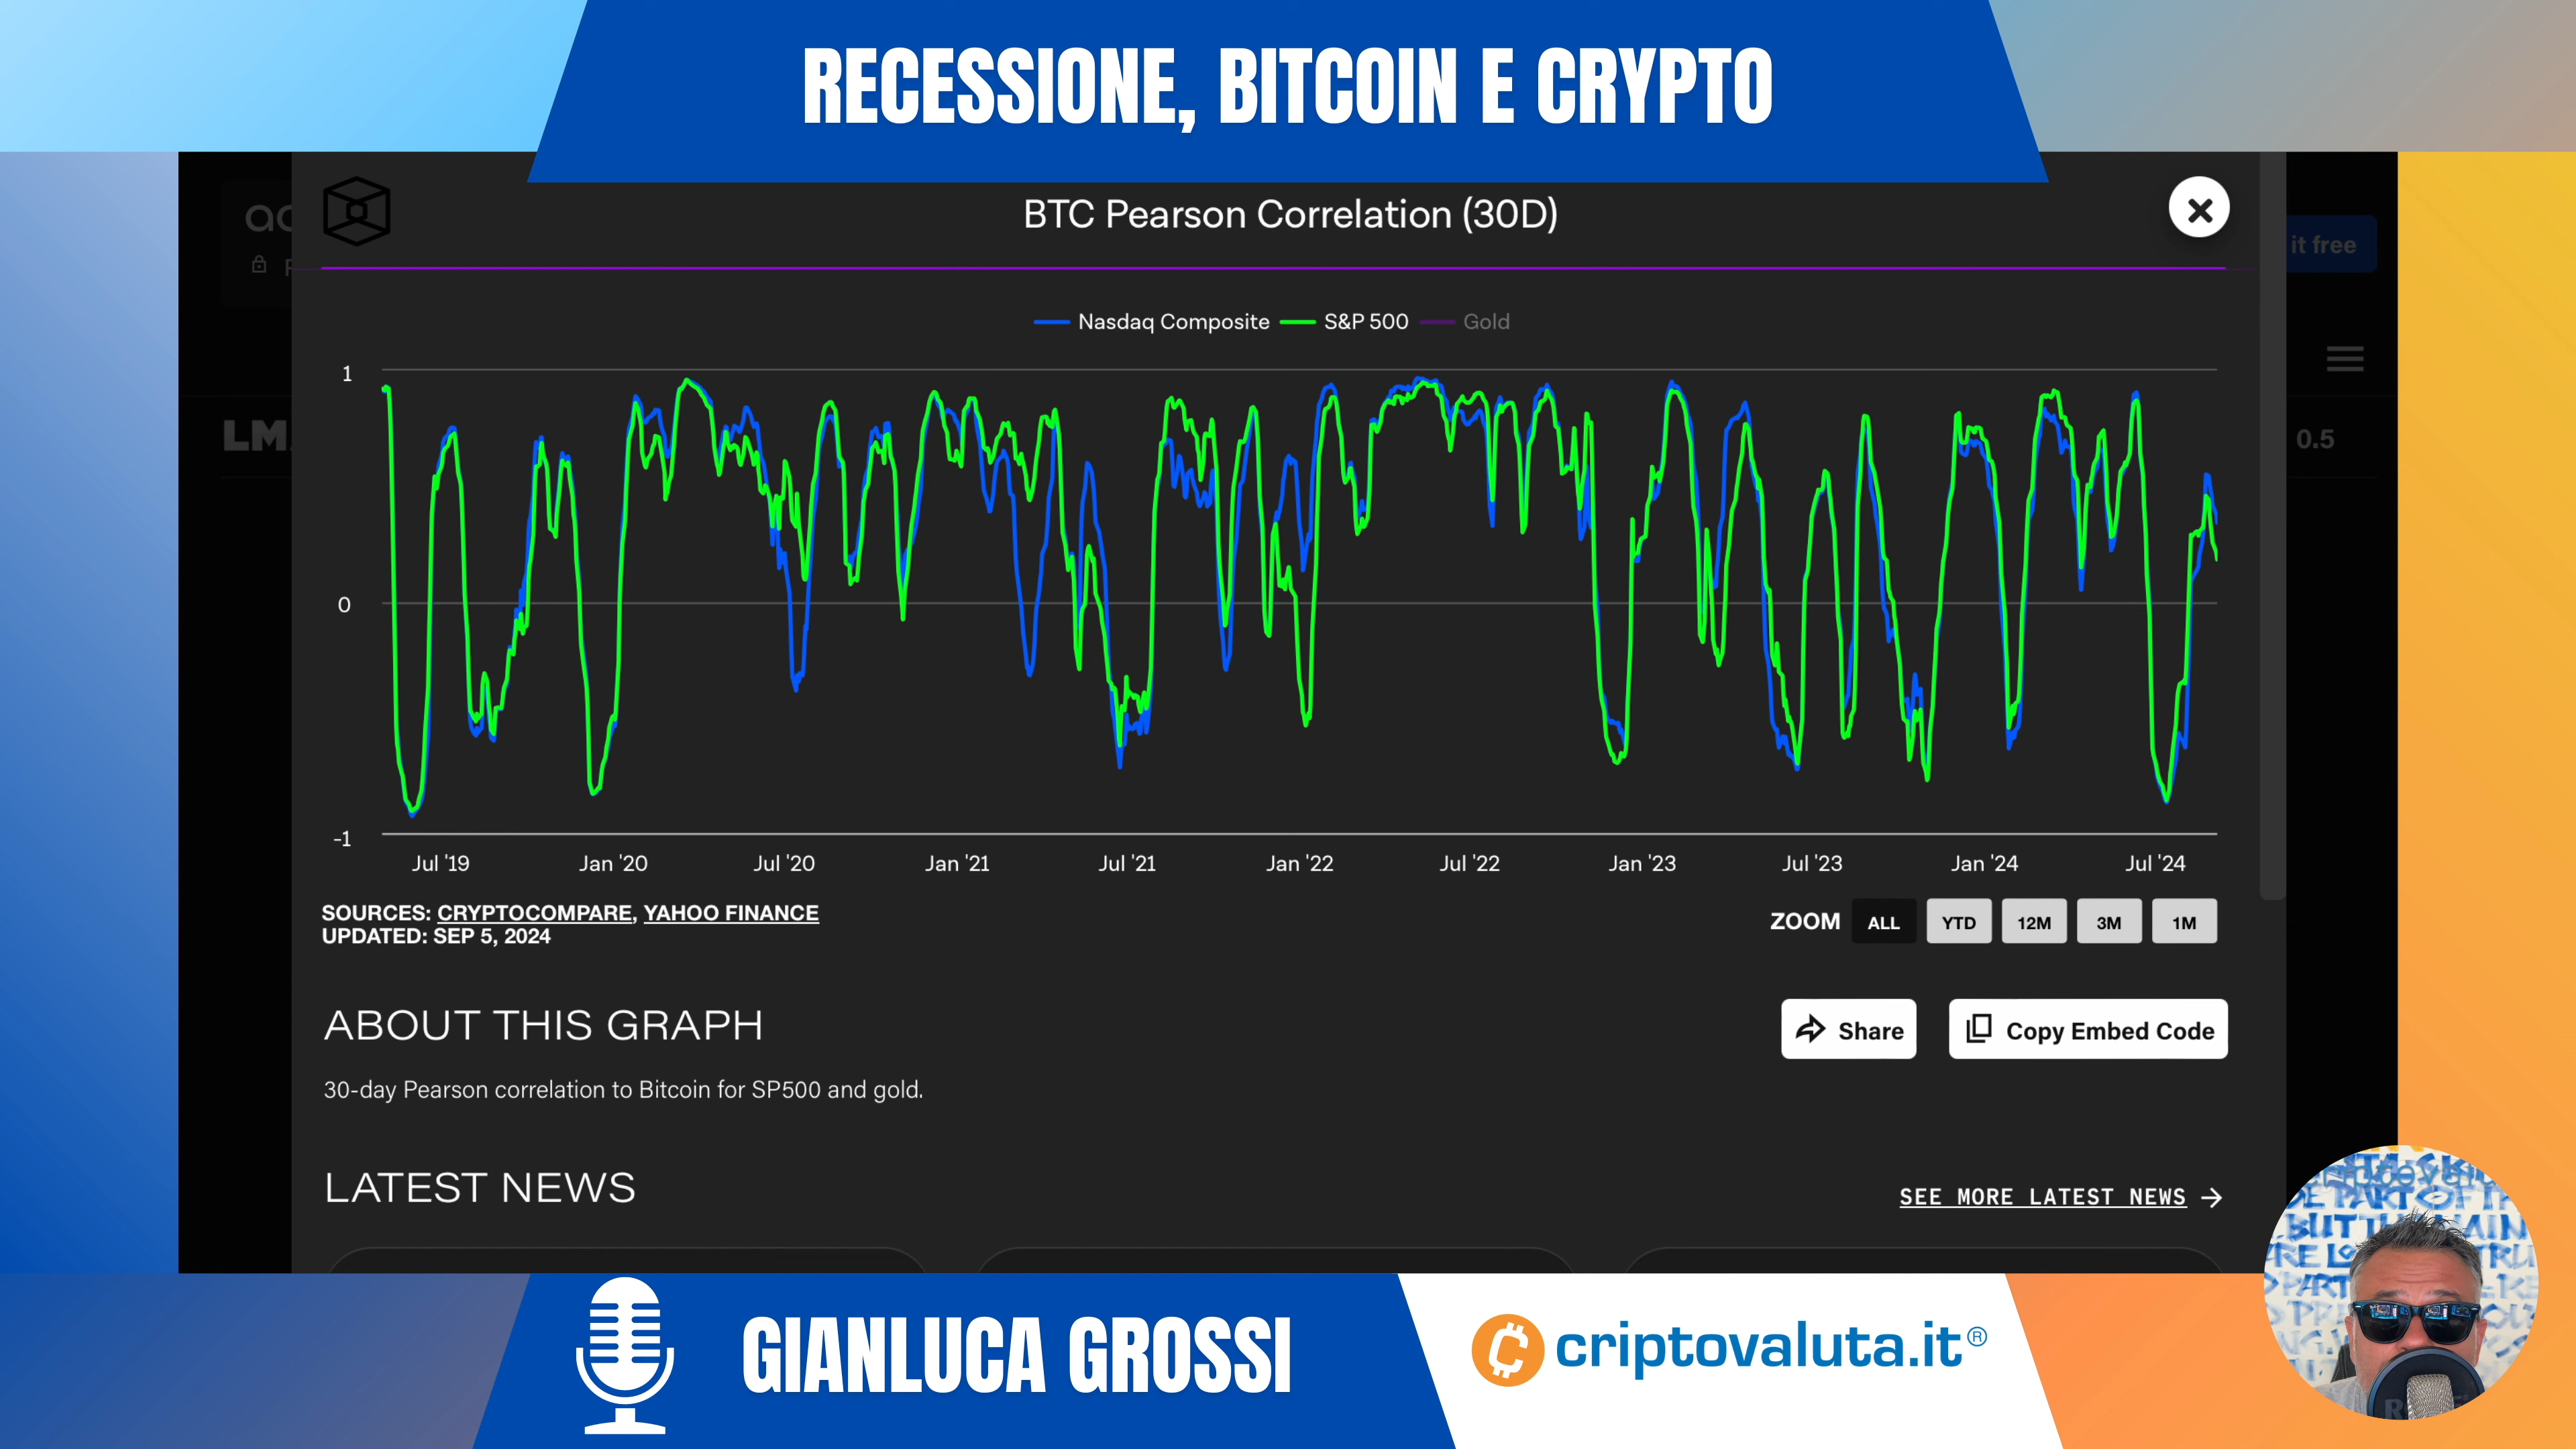 RECESSIONE, BITCOIN E CRYPTO
BTC Pearson Correlation (30D)
it free
Nasdaq Composite
S&P 500
Gold
LM
0.5
1
0
-1
Jul '19
Jan '20
Jul '20
Jan '21
Jul '21
Jan '22
Jul '22
Jan '23
Jul '23
Jan '24
Jul '24
SOURCES: CRYPTOCOMPARE, YAHOO FINANCE
UPDATED: SEP 5, 2024
ZOOM ALL YTD 12M 3M 1M
ABOUT THIS GRAPH
Share
Copy Embed Code
30-day Pearson correlation to Bitcoin for SP500 and gold.
LATEST NEWS
SEE MORE LATEST NEWS →
GIANLUCA GROSSI
criptovaluta.it®